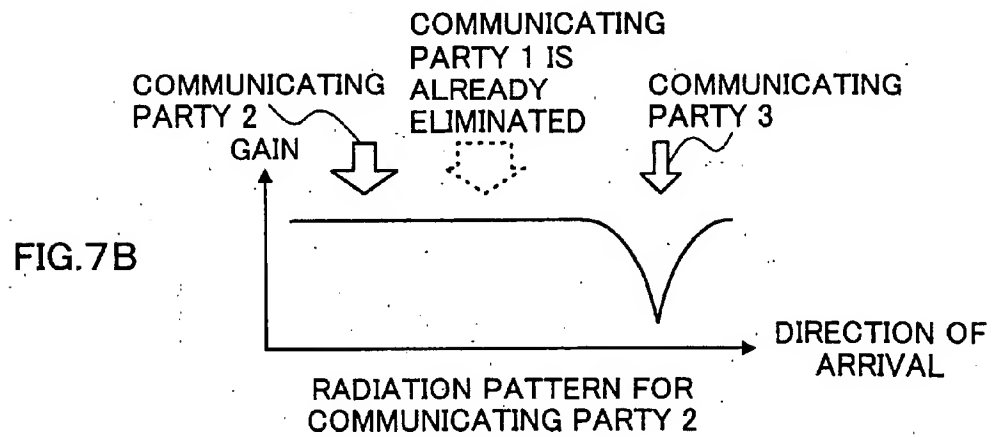 COMMUNICATING
PARTY 1 IS
ALREADY
ELIMINATED
COMMUNICATING
PARTY 2
COMMUNICATING
PARTY 3
GAIN
FIG.7B
DIRECTION OF
ARRIVAL
RADIATION PATTERN FOR
COMMUNICATING PARTY 2